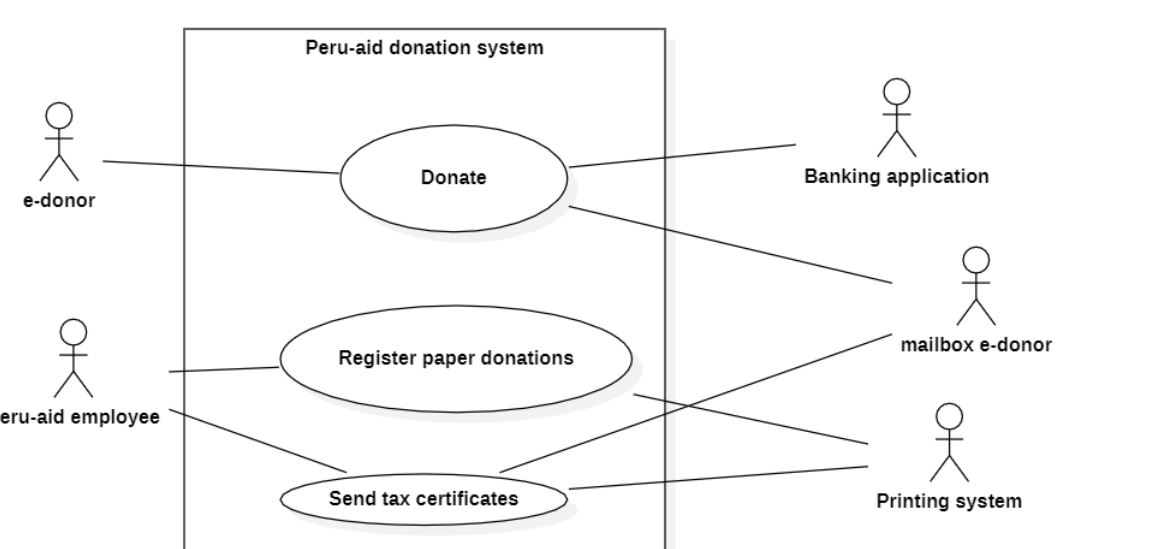 Peru-aid donation system
e-donor
Donate
Banking application
mailbox e-donor
Register paper donations
eru-aid employee
Send tax certificates
Printing system